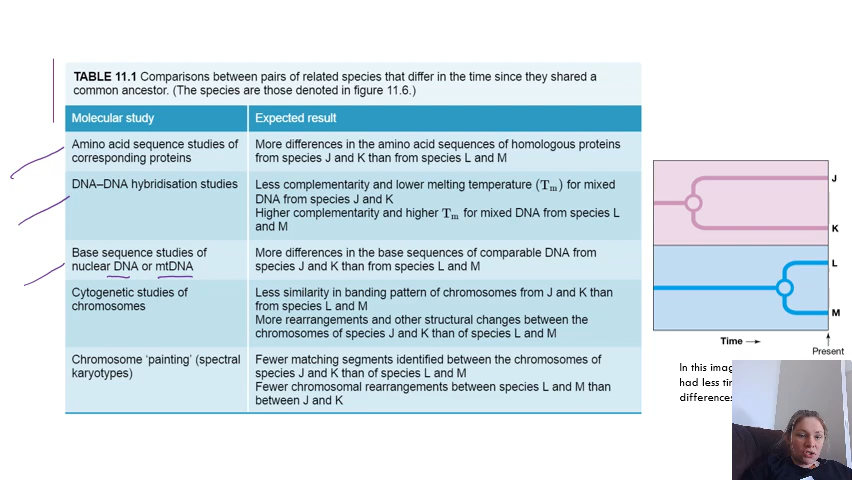 TABLE 11.1 Comparisons between pairs of related species that differ in the time since they shared a
common ancestor. (The species are those denoted in figure 11.6.)
Molecular study
Expected result
Amino acid sequence studies of
corresponding proteins
More differences in the amino acid sequences of homologous proteins
from species J and K than from species L and M
DNA–DNA hybridisation studies
Less complementarity and lower melting temperature (Tm) for mixed
DNA from species J and K
Higher complementarity and higher Tm for mixed DNA from species L
and M
Base sequence studies of
nuclear DNA or mtDNA
More differences in the base sequences of comparable DNA from
species J and K than from species L and M
Cytogenetic studies of
chromosomes
Less similarity in banding pattern of chromosomes from J and K than
from species L and M
More rearrangements and other structural changes between the
chromosomes of species J and K than of species L and M
Chromosome 'painting' (spectral
karyotypes)
Fewer matching segments identified between the chromosomes of
species J and K than of species L and M
Fewer chromosomal rearrangements between species L and M than
between J and K
J
K
L
M
Time →
Present
In this imag
had less ti
differences